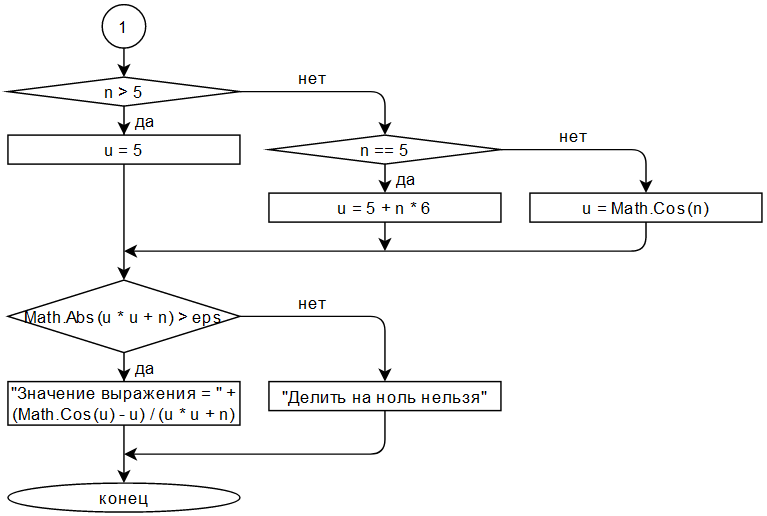 1
n > 5
нет
да
u = 5
n == 5
нет
да
u = 5 + n * 6
u = Math.Cos(n)
Math.Abs(u * u + n) > eps
нет
да
"Значение выражения = " +
(Math.Cos(u) - u) / (u * u + n)
"Делить на ноль нельзя"
конец